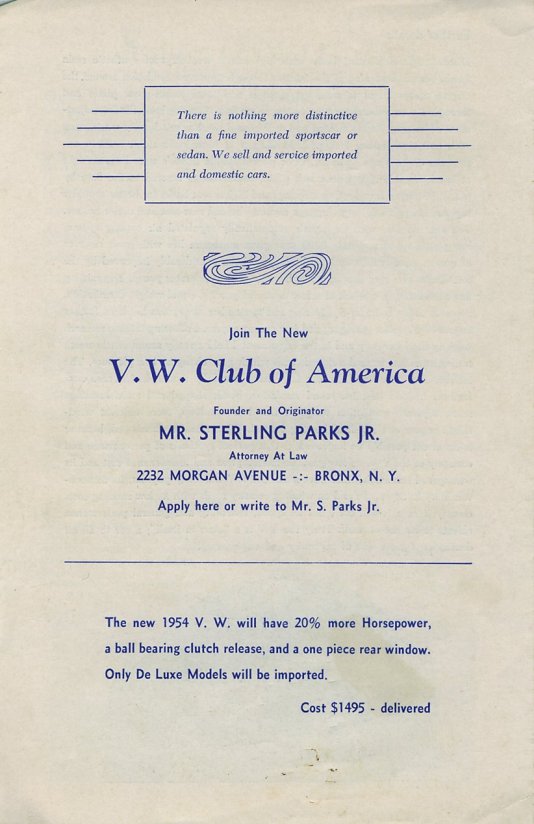 There is nothing more distinctive
than a fine imported sportscar or
sedan. We sell and service imported
and domestic cars.
Join The New
V. W. Club of America
Founder and Originator
MR. STERLING PARKS JR.
Attorney At Law
2232 MORGAN AVENUE -:- BRONX, N. Y.
Apply here or write to Mr. S. Parks Jr.
The new 1954 V. W. will have 20% more Horsepower,
a ball bearing clutch release, and a one piece rear window.
Only De Luxe Models will be imported.
Cost $1495 - delivered